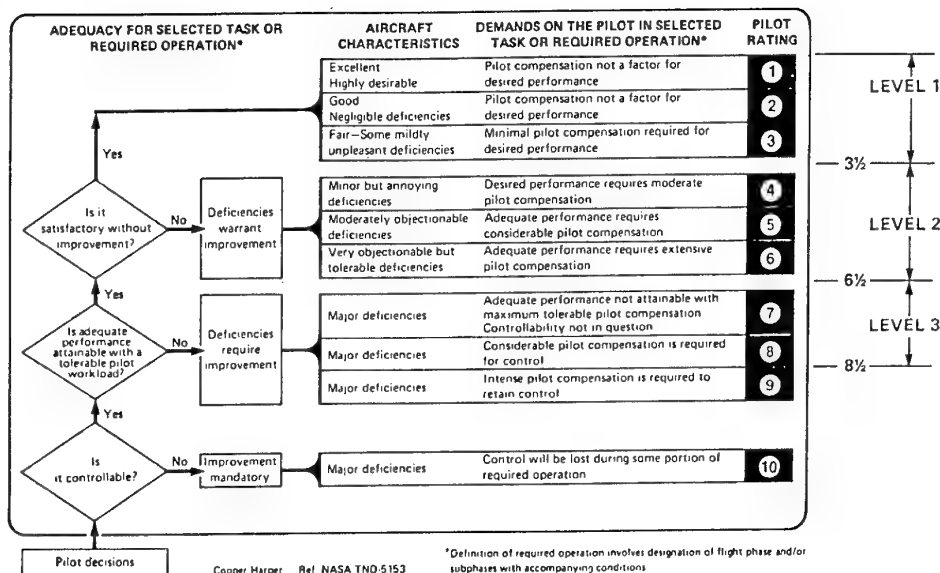 ADEQUACY FOR SELECTED TASK OR
REQUIRED OPERATION*
AIRCRAFT
CHARACTERISTICS
DEMANDS ON THE PILOT IN SELECTED
TASK OR REQUIRED OPERATION*
PILOT
RATING
Excellent
Highly desirable
Pilot compensation not a factor for
desired performance
1
Good
Negligible deficiencies
Pilot compensation not a factor for
desired performance
2
Fair—Some mildly
unpleasant deficiencies
Minimal pilot compensation required for
desired performance
3
LEVEL 1
3½
Yes
Is it
satisfactory without
improvement?
No
Deficiencies
warrant
improvement
Minor but annoying
deficiencies
Desired performance requires moderate
pilot compensation
4
Moderately objectionable
deficiencies
Adequate performance requires
considerable pilot compensation
5
Very objectionable but
tolerable deficiencies
Adequate performance requires extensive
pilot compensation
6
LEVEL 2
6½
Yes
Is adequate
performance
attainable with a
tolerable pilot
workload?
No
Deficiencies
require
improvement
Major deficiencies
Adequate performance not attainable with
maximum tolerable pilot compensation
Controllability not in question
7
Major deficiencies
Considerable pilot compensation is required
for control
8
Major deficiencies
Intense pilot compensation is required to
retain control
9
LEVEL 3
8½
Yes
Is
it controllable?
No
Improvement
mandatory
Major deficiencies
Control will be lost during some portion of
required operation
10
Pilot decisions
Cooper Harper Ref NASA TND-5153
*Definition of required operation involves designation of flight phase and/or
subphases with accompanying conditions